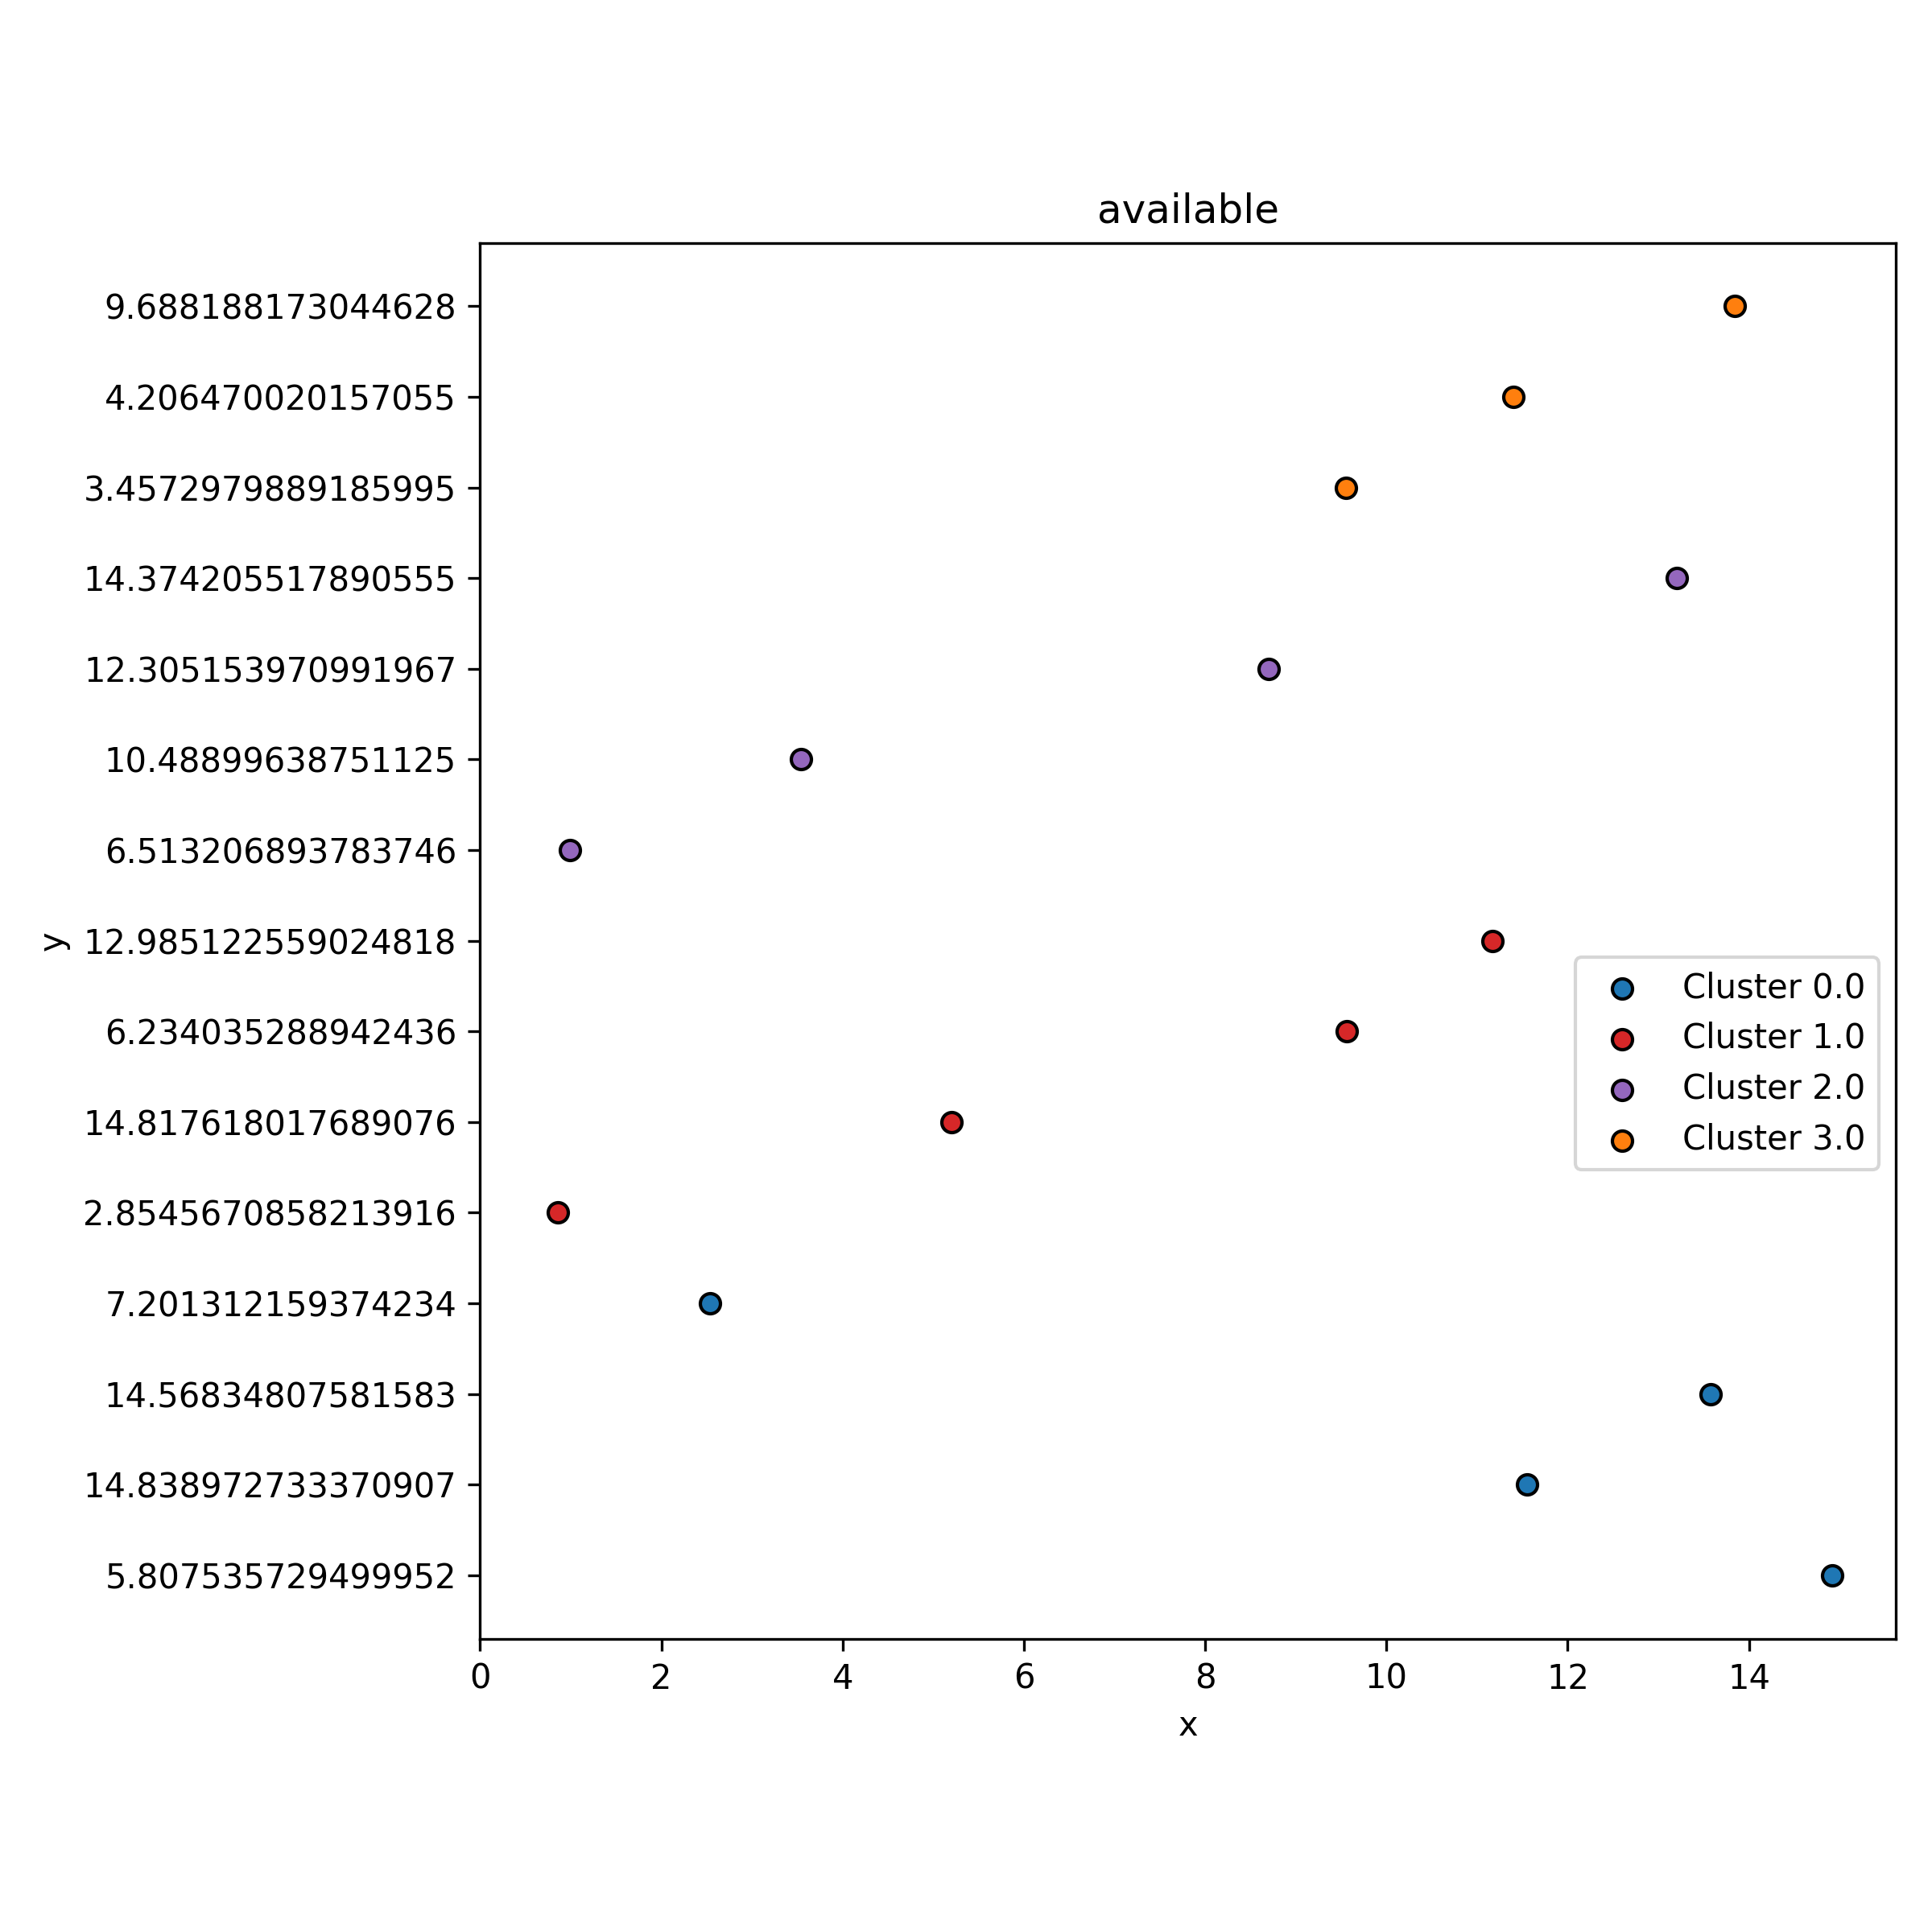 available
9.688188173044628
4.206470020157055
3.4572979889185995
14.374205517890555
12.305153970991967
10.48899638751125
6.513206893783746
12.985122559024818
6.234035288942436
14.817618017689076
2.8545670858213916
7.201312159374234
14.56834807581583
14.838972733370907
5.807535729499952
y
Cluster 0.0
Cluster 1.0
Cluster 2.0
Cluster 3.0
0 2 4 6 8 10 12 14
x